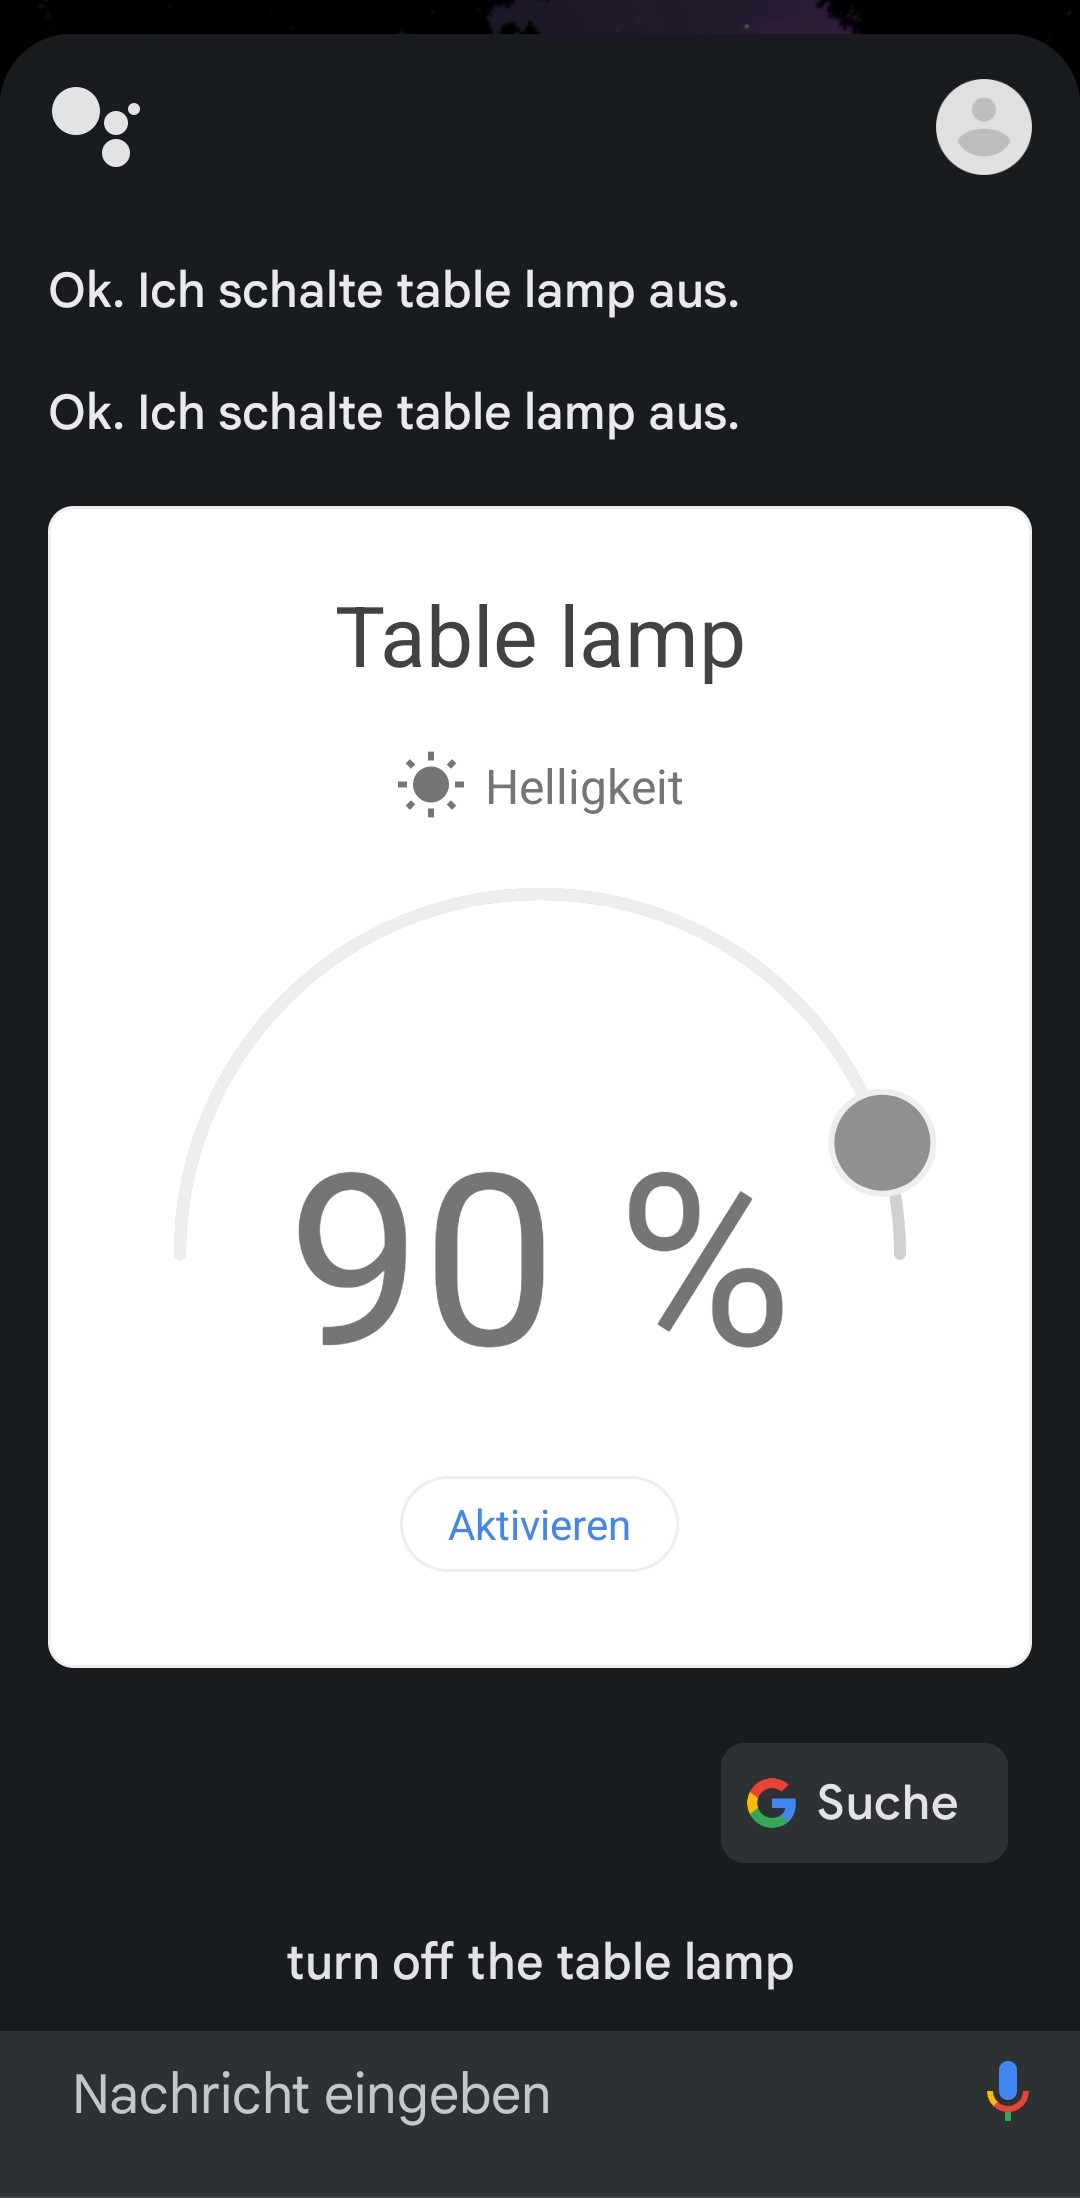 Ok. Ich schalte table lamp aus.
Ok. Ich schalte table lamp aus.
Table lamp
Helligkeit
90 %
Aktivieren
Suche
turn off the table lamp
Nachricht eingeben